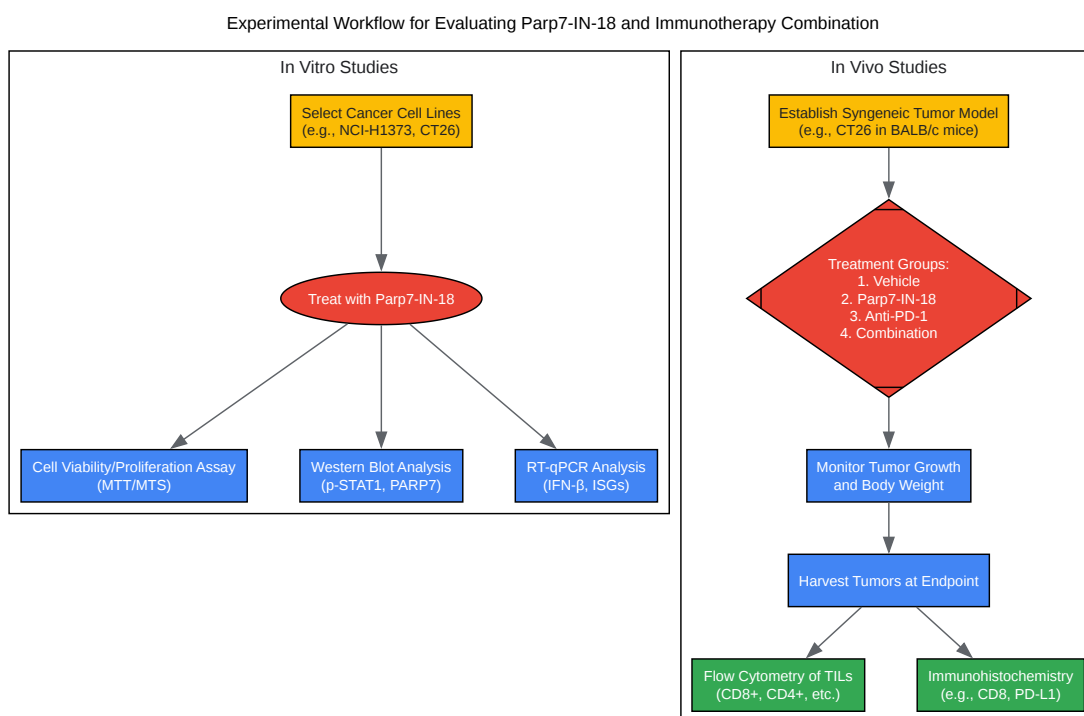 Experimental Workflow for Evaluating Parp7-IN-18 and Immunotherapy Combination
In Vitro Studies
Select Cancer Cell Lines
(e.g., NCI-H1373, CT26)
Treat with Parp7-IN-18
Cell Viability/Proliferation Assay
(MTT/MTS)
Western Blot Analysis
(p-STAT1, PARP7)
RT-qPCR Analysis
(IFN-β, ISGs)
In Vivo Studies
Establish Syngeneic Tumor Model
(e.g., CT26 in BALB/c mice)
Treatment Groups:
1. Vehicle
2. Parp7-IN-18
3. Anti-PD-1
4. Combination
Monitor Tumor Growth
and Body Weight
Harvest Tumors at Endpoint
Flow Cytometry of TILs
(CD8+, CD4+, etc.)
Immunohistochemistry
(e.g., CD8, PD-L1)